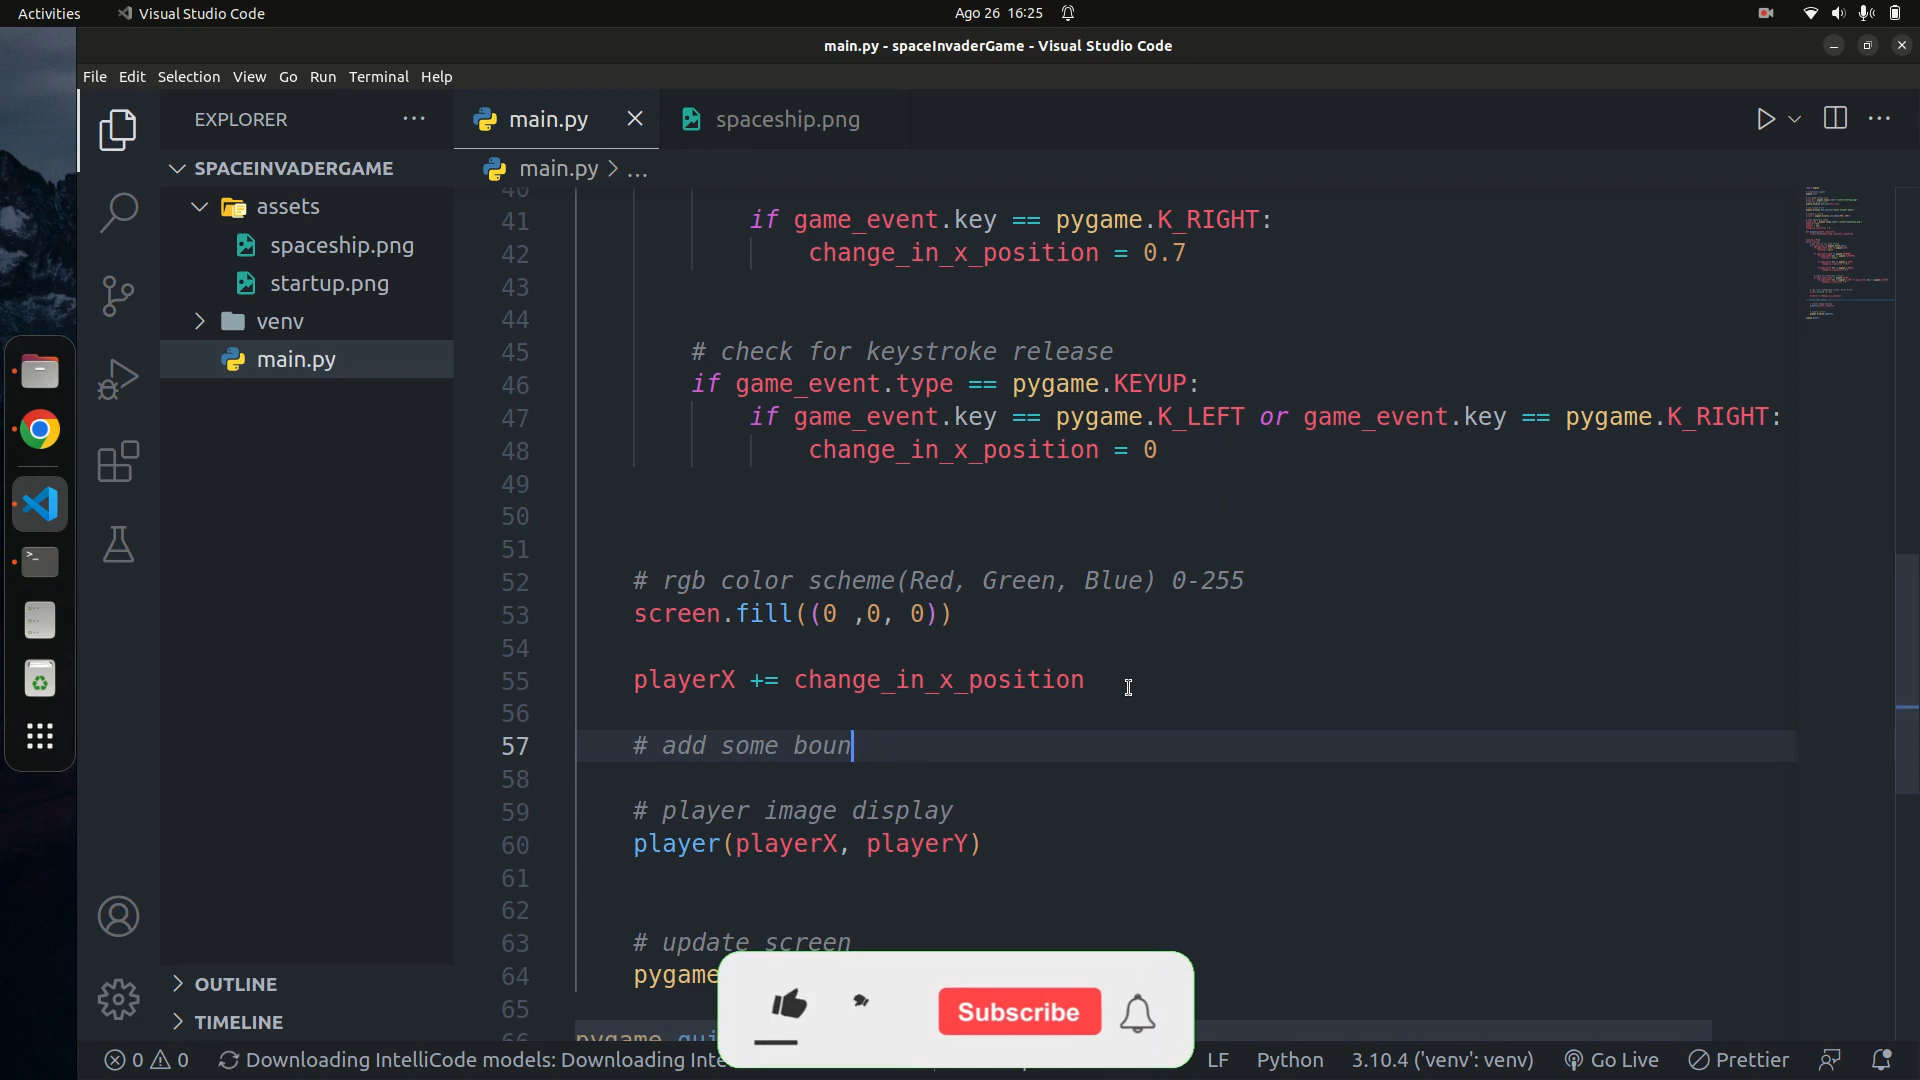 Activities
Visual Studio Code
Ago 26 16:25
main.py - spaceInvaderGame - Visual Studio Code
File Edit Selection View Go Run Terminal Help
EXPLORER
main.py
spaceship.png
SPACEINVADERGAME
main.py > ...
assets
spaceship.png
startup.png
venv
main.py
40
41 if game_event.key == pygame.K_RIGHT:
42 change_in_x_position = 0.7
43
44
45 # check for keystroke release
46 if game_event.type == pygame.KEYUP:
47 if game_event.key == pygame.K_LEFT or game_event.key == pygame.K_RIGHT:
48 change_in_x_position = 0
49
50
51
52 # rgb color scheme(Red, Green, Blue) 0-255
53 screen.fill((0 ,0, 0))
54
55 playerX += change_in_x_position
56
57 # add some boun
58
59 # player image display
60 player(playerX, playerY)
61
62
63 # update screen
64 pygame
65
66 pygame.qui
OUTLINE
TIMELINE
Subscribe
0 0 Downloading IntelliCode models: Downloading Inte
LF Python 3.10.4 ('venv': venv) Go Live Prettier